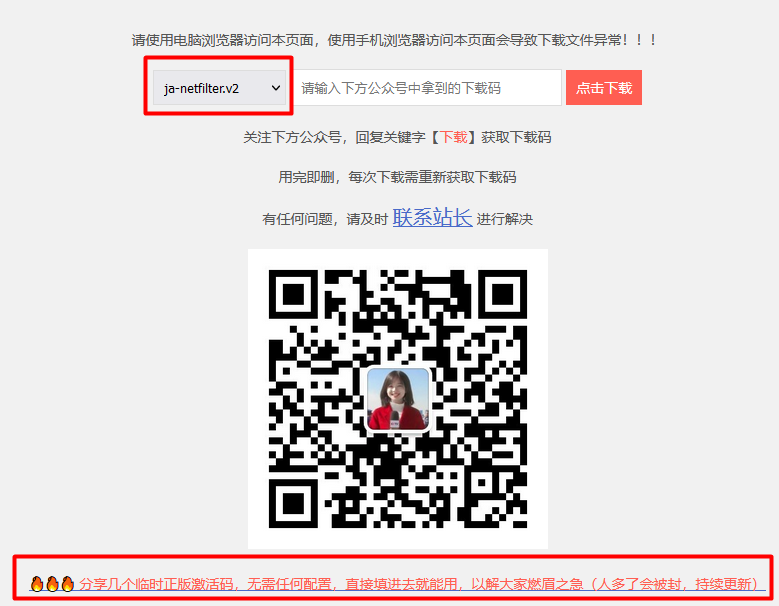 请使用电脑浏览器访问本页面，使用手机浏览器访问本页面会导致下载文件异常！！！
ja-netfilter.v2 请输入下方公众号中拿到的下载码 点击下载
关注下方公众号，回复关键字【下载】获取下载码
用完即删，每次下载需重新获取下载码
有任何问题，请及时 联系站长 进行解决
🔥🔥🔥 分享几个临时正版激活码，无需任何配置，直接填进去就能用，以解大家燃眉之急（人多了会被封，持续更新）